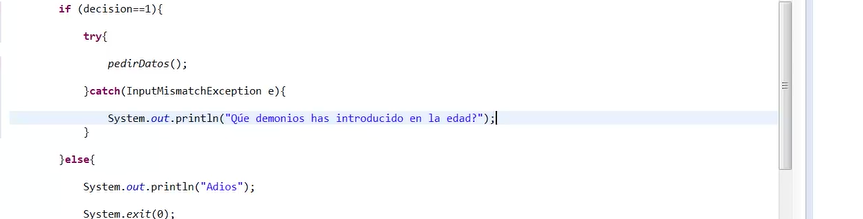 if (decision==1){
try{
pedirDatos();
}catch(InputMismatchException e){
System.out.println("Qúe demonios has introducido en la edad?");
}
}else{
System.out.println("Adios");
System.exit(0);